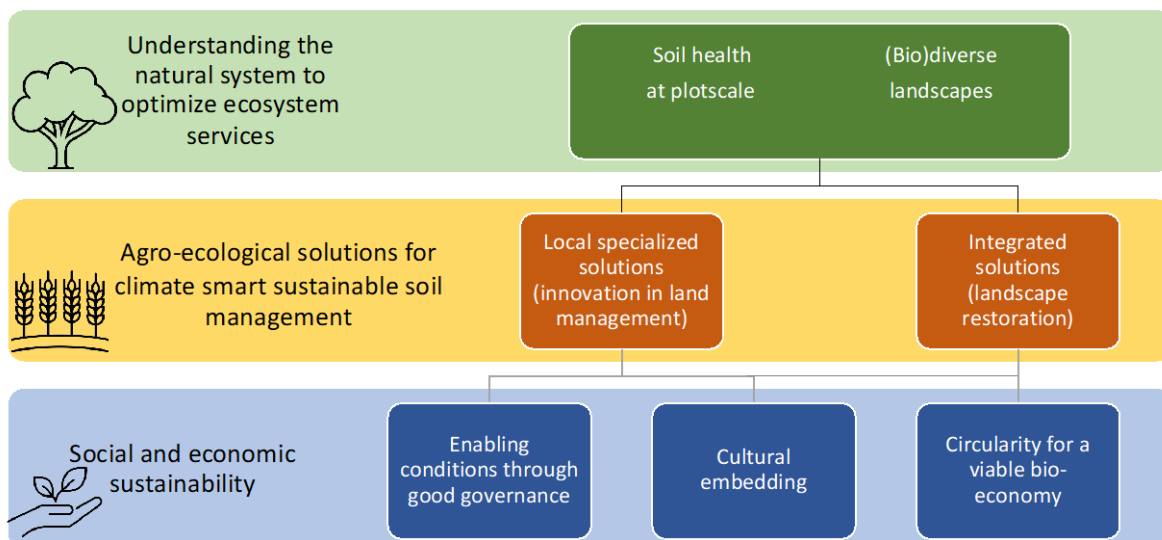 Understanding the
natural system to
optimize ecosystem
services
Soil health
at plotscale
(Bio)diverse
landscapes
Agro-ecological solutions for
climate smart sustainable soil
management
Local specialized
solutions
(innovation in land
management)
Integrated
solutions
(landscape
restoration)
Social and economic
sustainability
Enabling
conditions through
good governance
Cultural
embedding
Circularity for a
viable bio-
economy